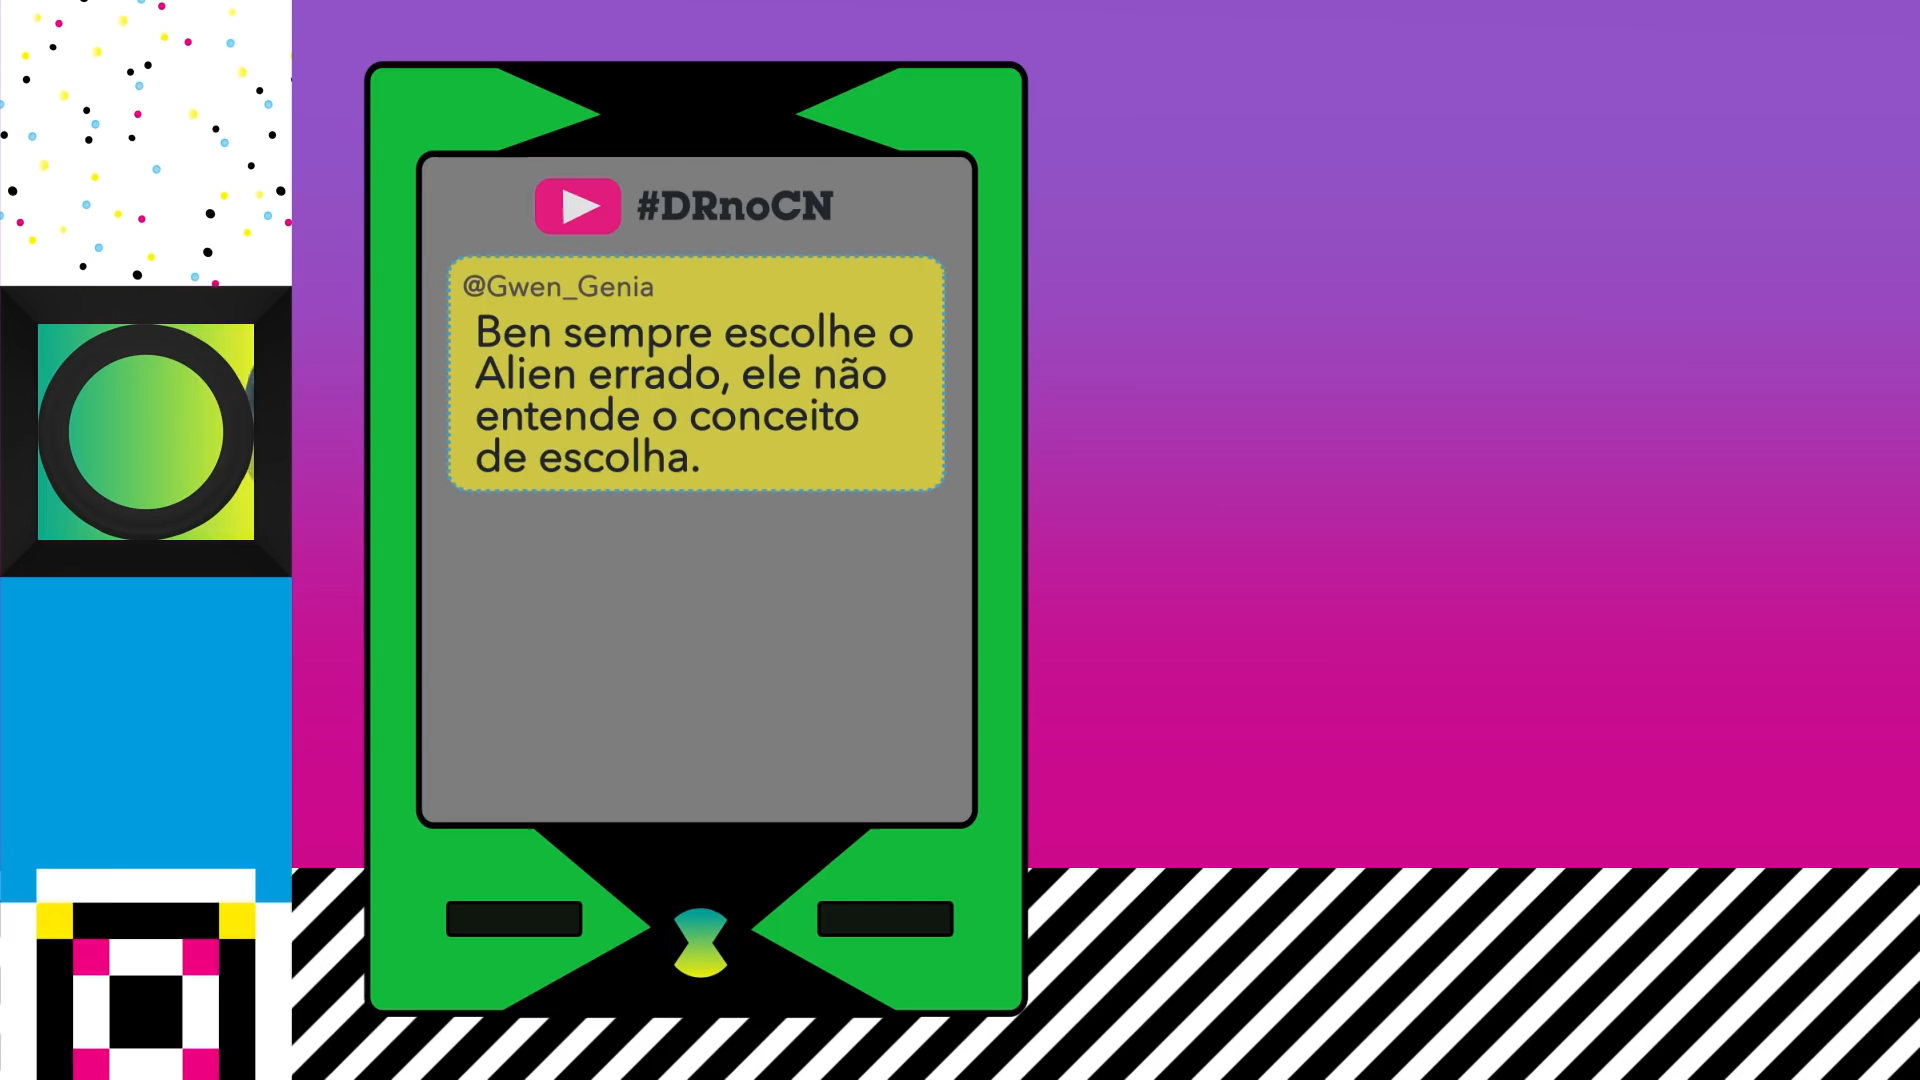 #DRnoCN
@Gwen_Genia
Ben sempre escolhe o
Alien errado, ele não
entende o conceito
de escolha.